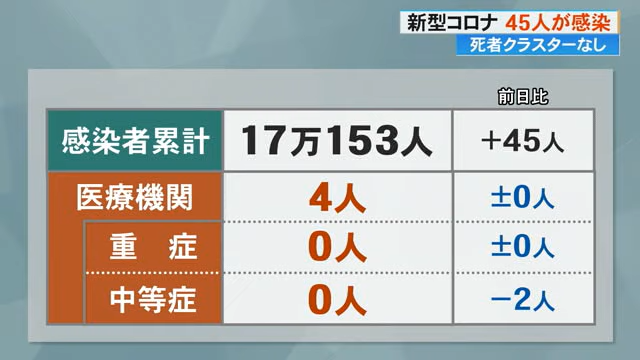 新型コロナ 45人が感染
死者クラスターなし
前日比
感染者累計 17万153人 +45人
医療機関 4人 ±0人
重 症 0人 ±0人
中等症 0人 -2人